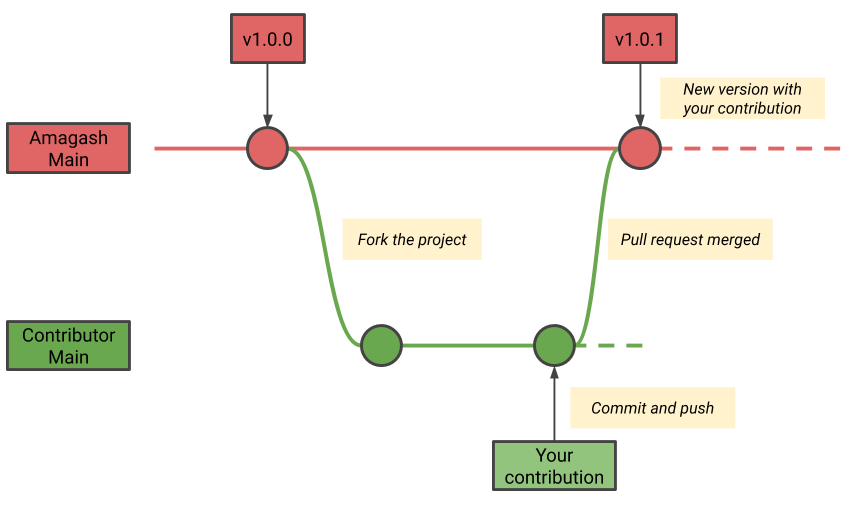 v1.0.0
v1.0.1
New version with
your contribution
Amagash
Main
Fork the project
Pull request merged
Contributor
Main
Commit and push
Your
contribution